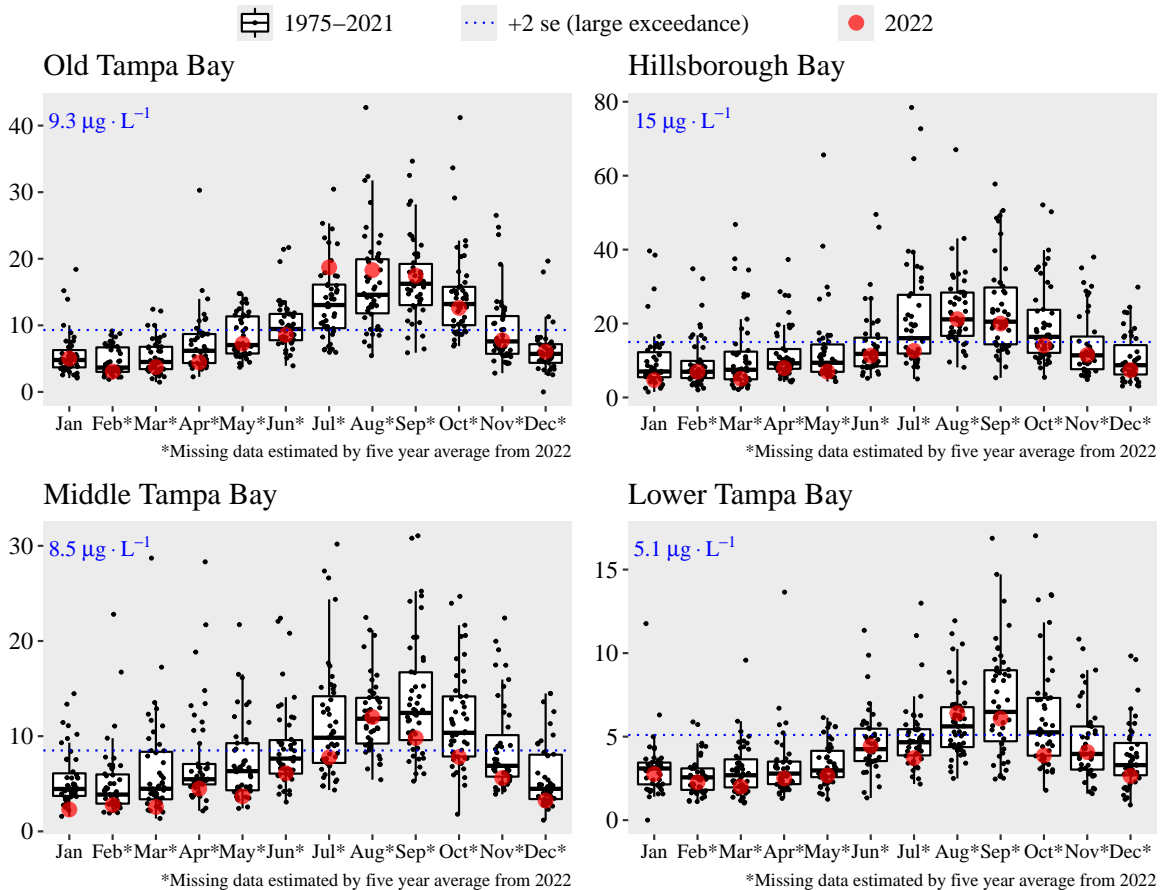 1975–2021 +2 se (large exceedance) 2022
Old Tampa Bay
9.3 μg · L⁻¹
40
30
20
10
0
Jan Feb* Mar* Apr* May* Jun* Jul* Aug* Sep* Oct* Nov* Dec*
*Missing data estimated by five year average from 2022
Hillsborough Bay
15 μg · L⁻¹
80
60
40
20
0
Jan Feb* Mar* Apr* May* Jun* Jul* Aug* Sep* Oct* Nov* Dec*
*Missing data estimated by five year average from 2022
Middle Tampa Bay
8.5 μg · L⁻¹
30
20
10
0
Jan Feb* Mar* Apr* May* Jun* Jul* Aug* Sep* Oct* Nov* Dec*
*Missing data estimated by five year average from 2022
Lower Tampa Bay
5.1 μg · L⁻¹
15
10
5
0
Jan Feb* Mar* Apr* May* Jun* Jul* Aug* Sep* Oct* Nov* Dec*
*Missing data estimated by five year average from 2022